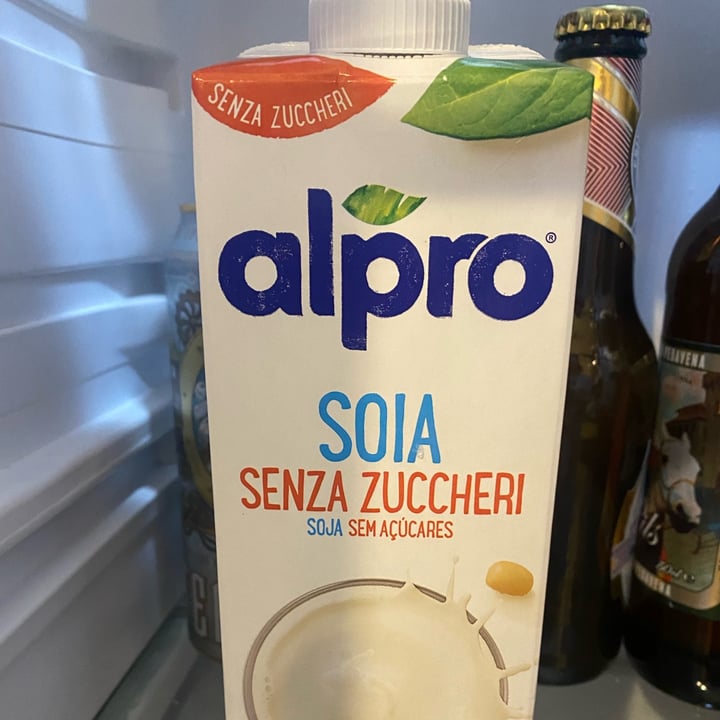 SENZA ZUCCHERI
alpro®
SOIA
SENZA ZUCCHERI
SOJA SEM AÇÚCARES